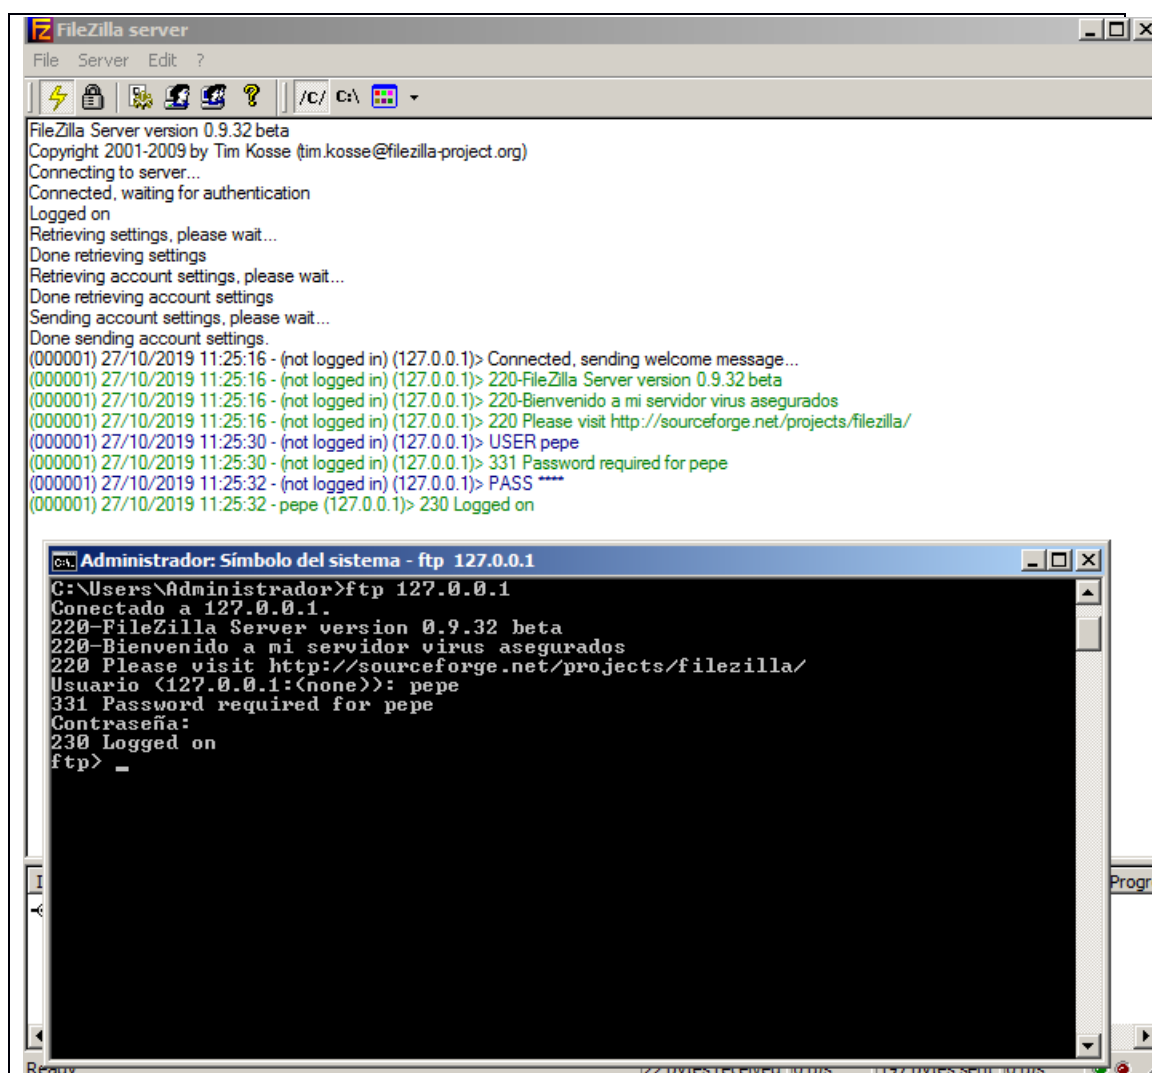 FileZilla server
File Server Edit ?
/C/ C:\
FileZilla Server version 0.9.32 beta
Copyright 2001-2009 by Tim Kosse (tim.kosse@filezilla-project.org)
Connecting to server...
Connected, waiting for authentication
Logged on
Retrieving settings, please wait...
Done retrieving settings
Retrieving account settings, please wait...
Done retrieving account settings
Sending account settings, please wait...
Done sending account settings.
(000001) 27/10/2019 11:25:16 - (not logged in) (127.0.0.1)> Connected, sending welcome message...
(000001) 27/10/2019 11:25:16 - (not logged in) (127.0.0.1)> 220-FileZilla Server version 0.9.32 beta
(000001) 27/10/2019 11:25:16 - (not logged in) (127.0.0.1)> 220-Bienvenido a mi servidor virus asegurados
(000001) 27/10/2019 11:25:16 - (not logged in) (127.0.0.1)> 220 Please visit http://sourceforge.net/projects/filezilla/
(000001) 27/10/2019 11:25:30 - (not logged in) (127.0.0.1)> USER pepe
(000001) 27/10/2019 11:25:30 - (not logged in) (127.0.0.1)> 331 Password required for pepe
(000001) 27/10/2019 11:25:32 - (not logged in) (127.0.0.1)> PASS ****
(000001) 27/10/2019 11:25:32 - pepe (127.0.0.1)> 230 Logged on
Administrador: Símbolo del sistema - ftp 127.0.0.1
C:\Users\Administrador>ftp 127.0.0.1
Conectado a 127.0.0.1.
220-FileZilla Server version 0.9.32 beta
220-Bienvenido a mi servidor virus asegurados
220 Please visit http://sourceforge.net/projects/filezilla/
Usuario (127.0.0.1:(none)): pepe
331 Password required for pepe
Contraseña:
230 Logged on
ftp> _
Progr